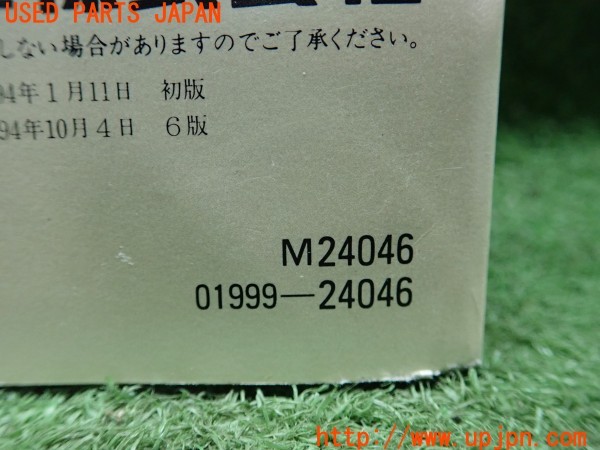 USED PARTS JAPAN
しない場合がありますのでご了承ください。
94年1月11日 初版
94年10月4日 6版
M24046
01999—24046
http://www.upjpn.com